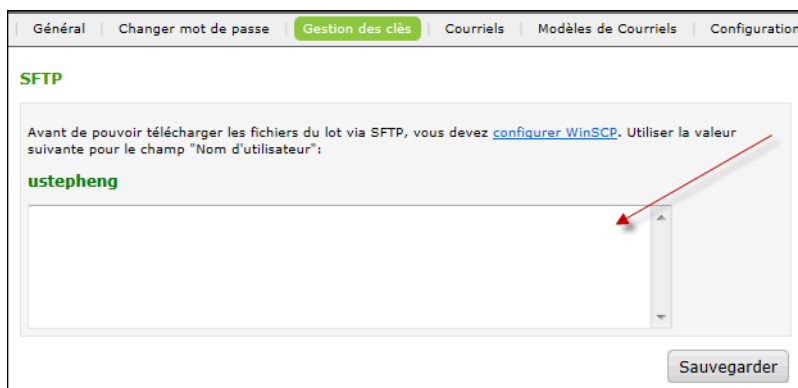 Général | Changer mot de passe | Gestion des clès | Courriels | Modèles de Courriels | Configuration
SFTP
Avant de pouvoir télécharger les fichiers du lot via SFTP, vous devez configurer WinSCP. Utiliser la valeur
suivante pour le champ "Nom d'utilisateur":
ustepheng
Sauvegarder